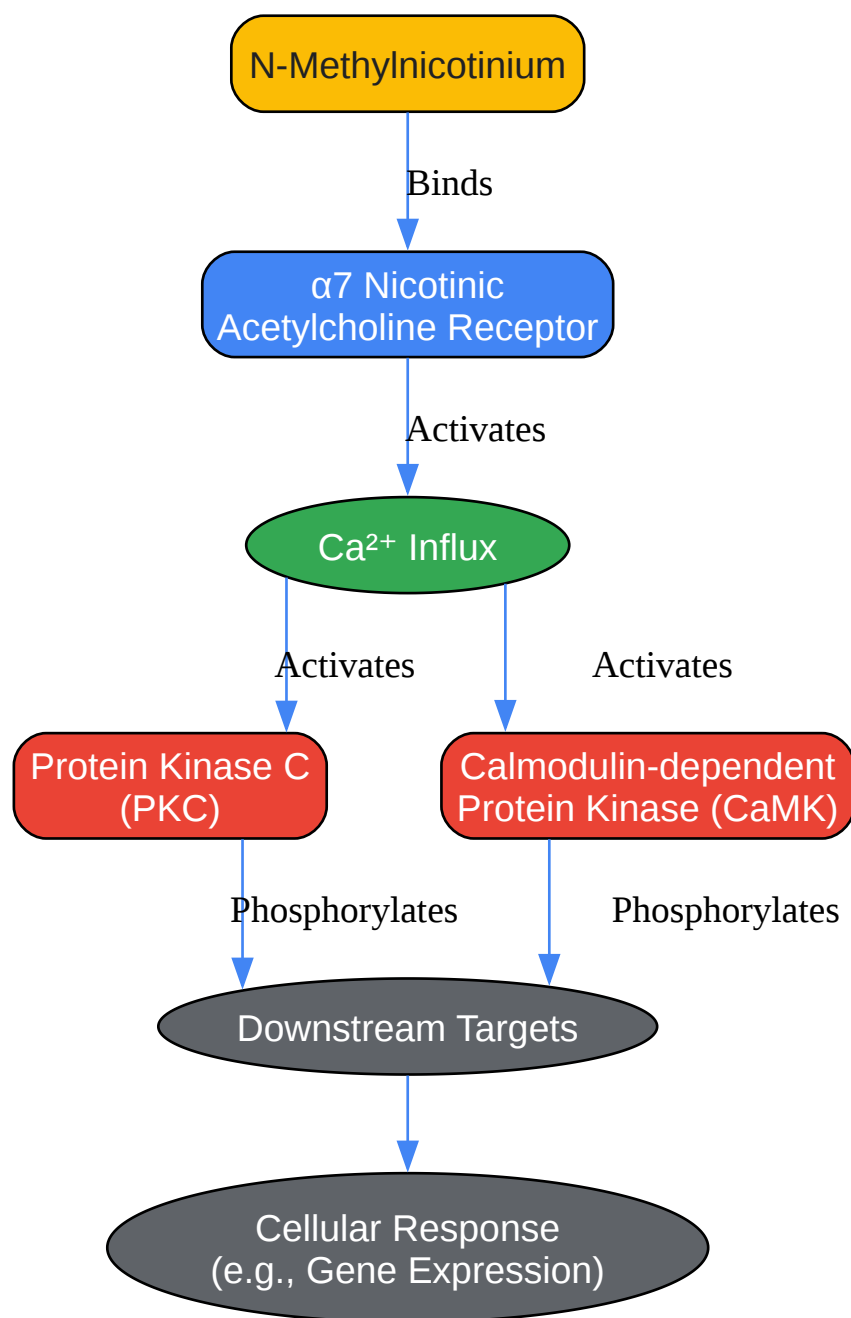 N-Methylnicotinium
Binds
α7 Nicotinic
Acetylcholine Receptor
Activates
Ca²⁺ Influx
Activates
Activates
Protein Kinase C
(PKC)
Calmodulin-dependent
Protein Kinase (CaMK)
Phosphorylates
Phosphorylates
Downstream Targets
Cellular Response
(e.g., Gene Expression)